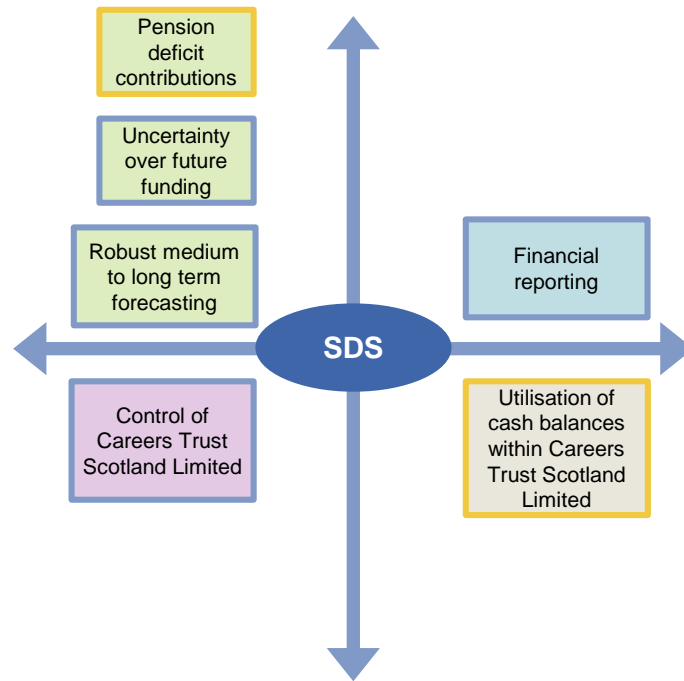 Pension
deficit
contributions
Uncertainty
over future
funding
Robust medium
to long term
forecasting
Financial
reporting
SDS
Control of
Careers Trust
Scotland Limited
Utilisation of
cash balances
within Careers
Trust Scotland
Limited